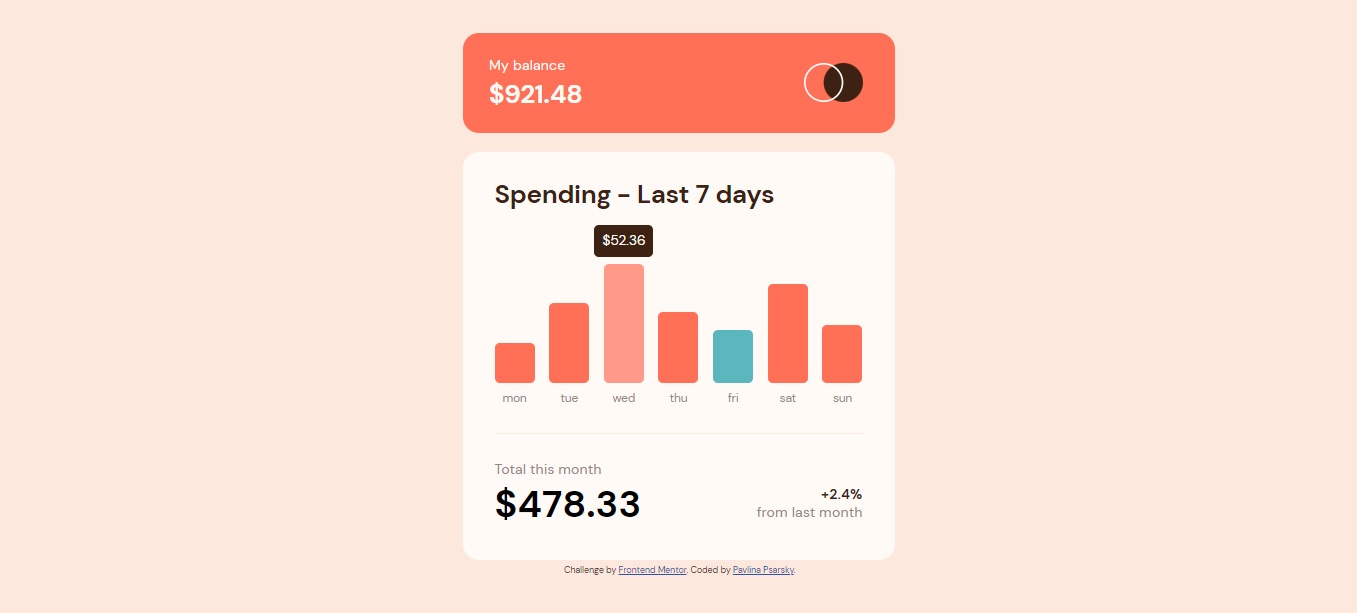 My balance
$921.48
Spending - Last 7 days
$52.36
mon tue wed thu fri sat sun
Total this month
$478.33
+2.4%
from last month
Challenge by Frontend Mentor. Coded by Pavlina Psarsky.